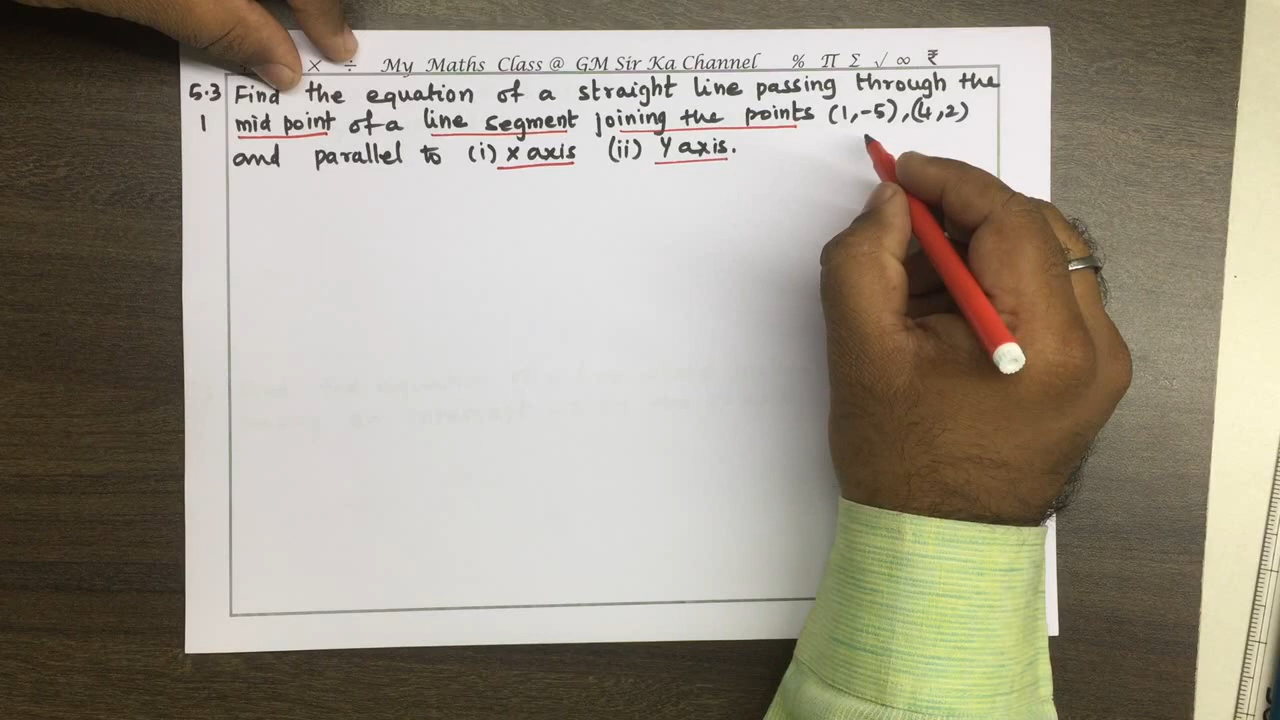 × ÷ My Maths Class @ GM Sir Ka Channel % Π Σ √ ∞ ₹
5.3 Find the equation of a straight line passing through the
1 mid point of a line segment joining the points (1,-5),(4,2)
and parallel to (i) X axis (ii) Y axis.